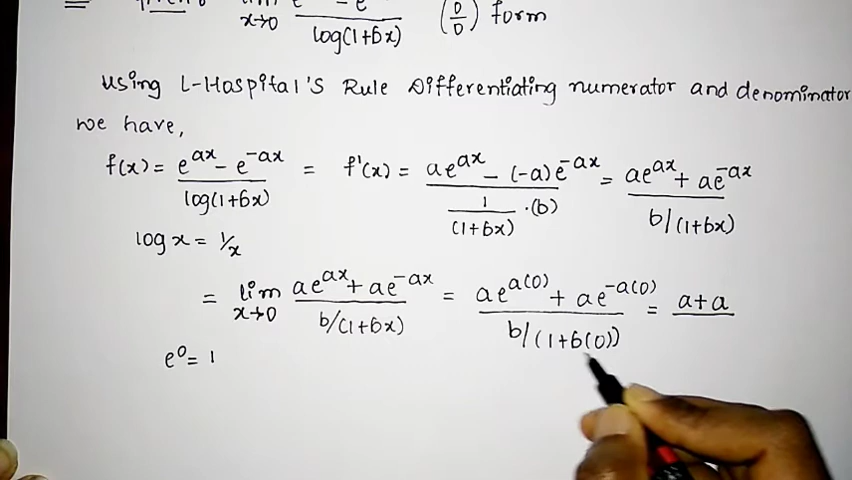 lim x→0 e - e / log(1+bx) (0/0) form
Using L-Hospital's Rule Differentiating numerator and denominator
we have,
f(x) = e^ax - e^-ax / log(1+bx) = f'(x) = ae^ax - (-a)e^-ax / 1/(1+bx) · (b) = ae^ax + ae^-ax / b/(1+bx)
log x = 1/x
= lim x→0 ae^ax + ae^-ax / b/(1+bx) = ae^a(0) + ae^-a(0) / b/(1+b(0)) = a+a
e^0 = 1